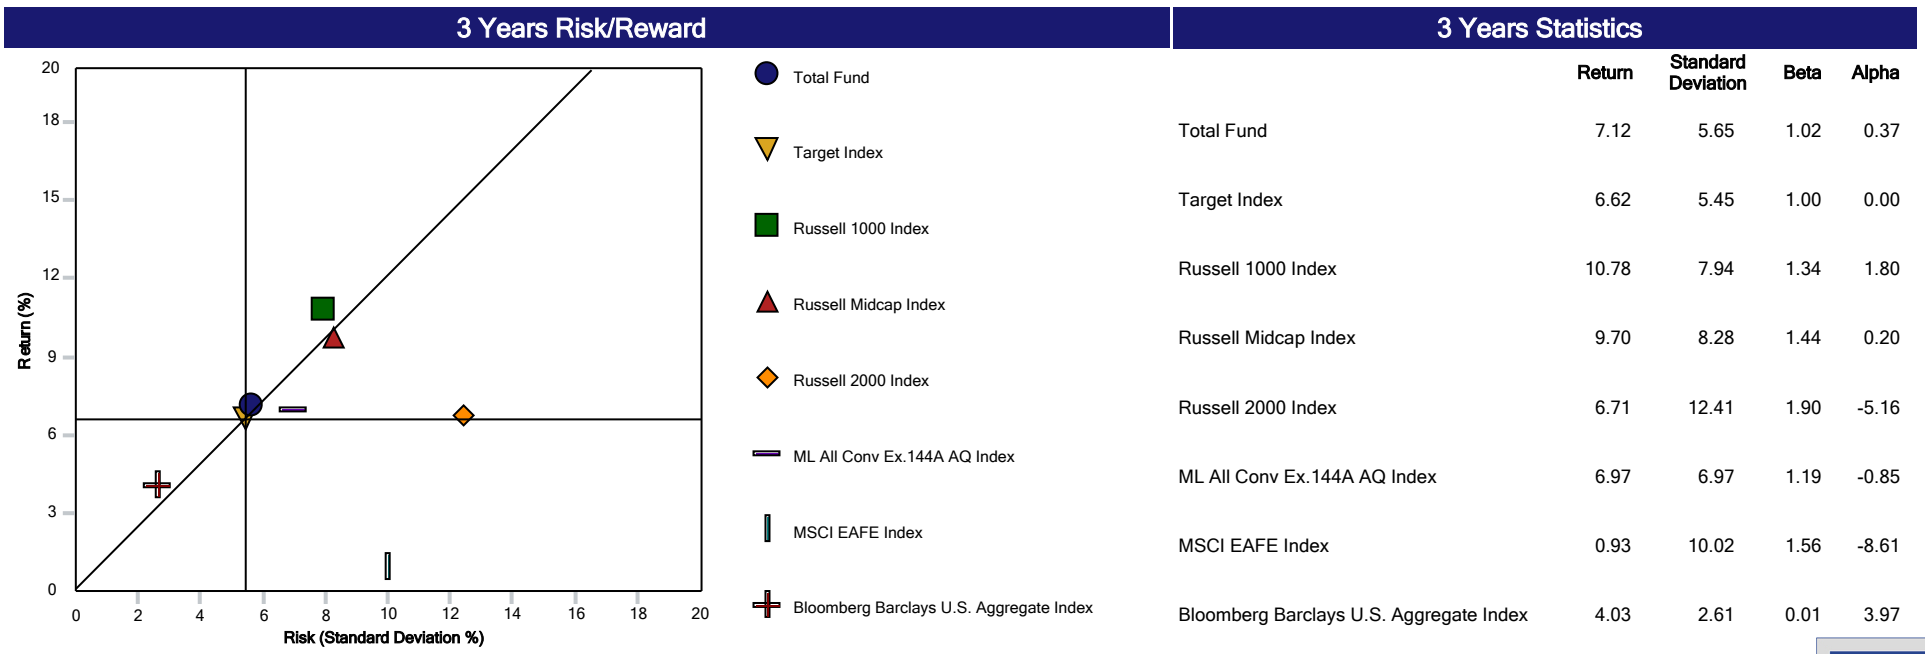 3 Years Risk/Reward
20
18
15
12
9
6
3
0
Return (%)
0 2 4 6 8 10 12 14 16 18 20
Risk (Standard Deviation %)
Total Fund
Target Index
Russell 1000 Index
Russell Midcap Index
Russell 2000 Index
ML All Conv Ex.144A AQ Index
MSCI EAFE Index
Bloomberg Barclays U.S. Aggregate Index
3 Years Statistics
Return Standard Deviation Beta Alpha
Total Fund 7.12 5.65 1.02 0.37
Target Index 6.62 5.45 1.00 0.00
Russell 1000 Index 10.78 7.94 1.34 1.80
Russell Midcap Index 9.70 8.28 1.44 0.20
Russell 2000 Index 6.71 12.41 1.90 -5.16
ML All Conv Ex.144A AQ Index 6.97 6.97 1.19 -0.85
MSCI EAFE Index 0.93 10.02 1.56 -8.61
Bloomberg Barclays U.S. Aggregate Index 4.03 2.61 0.01 3.97